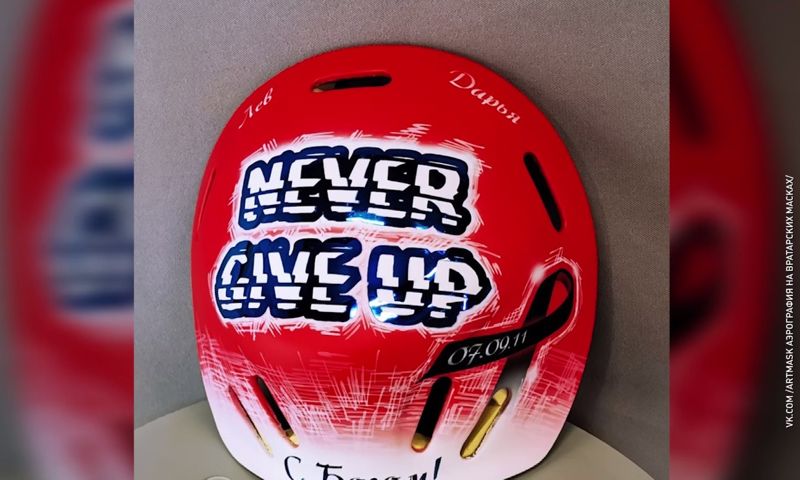 Лев
Дарья
NEVER
GIVE UP
07.09.11
С Богом!
VK.COM /ARTMASK АЭРОГРАФИЯ НА ВРАТАРСКИХ МАСКАХ/